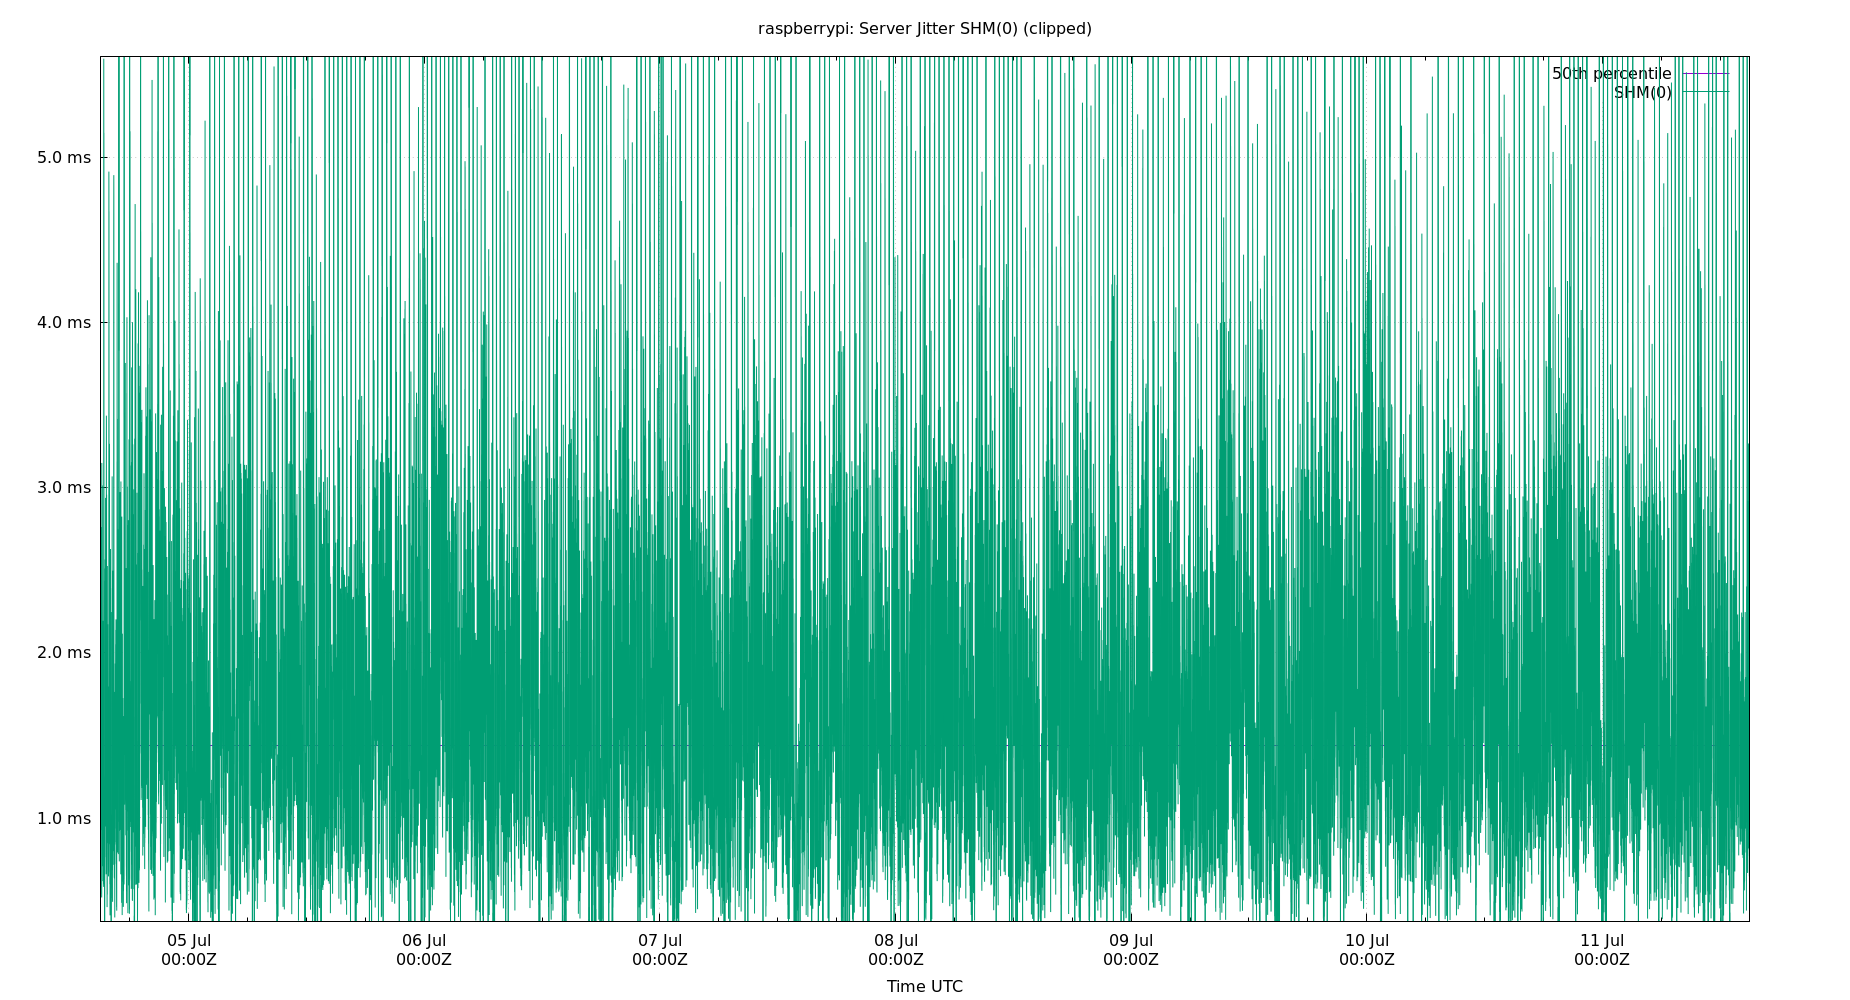 raspberrypi: Server Jitter SHM(0) (clipped)
50th percentile
SHM(0)
5.0 ms
4.0 ms
3.0 ms
2.0 ms
1.0 ms
05 Jul 06 Jul 07 Jul 08 Jul 09 Jul 10 Jul 11 Jul
00:00Z 00:00Z 00:00Z 00:00Z 00:00Z 00:00Z 00:00Z
Time UTC